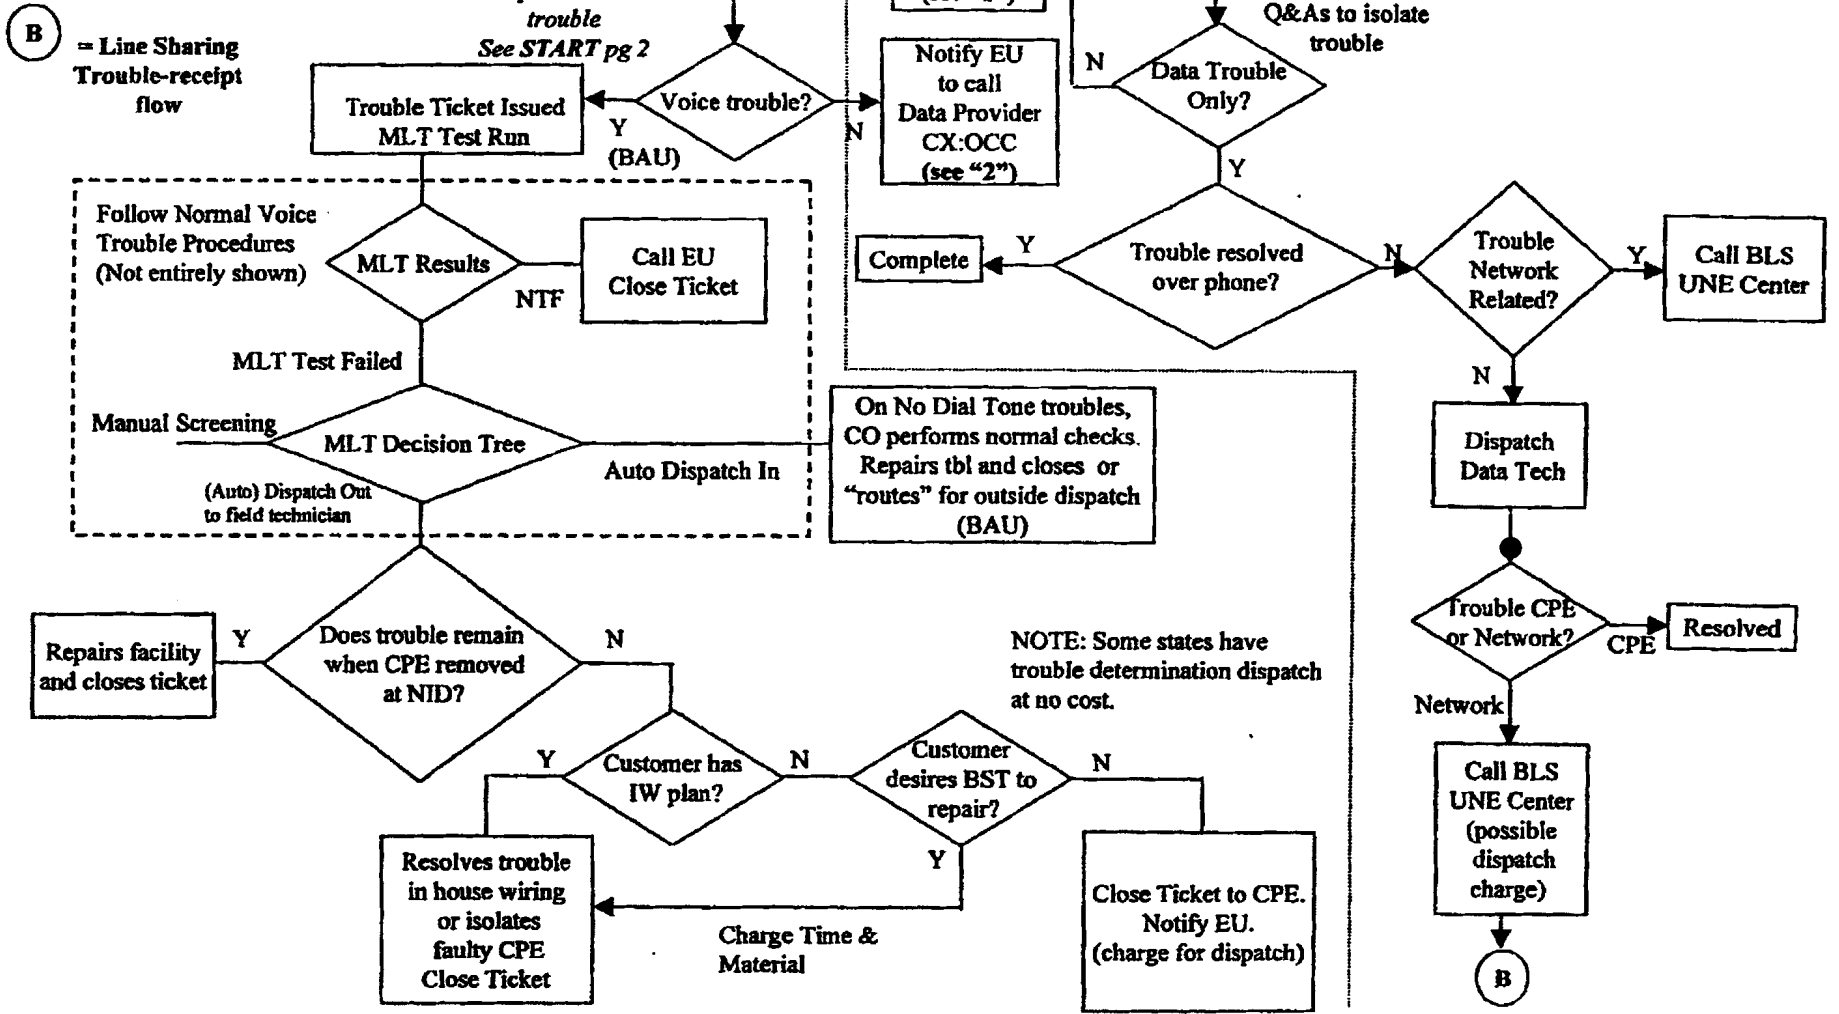 B
= Line Sharing
Trouble-receipt
flow
trouble
See START pg 2
Trouble Ticket Issued
MLT Test Run
Y
(BAU)
Voice trouble?
N
Notify EU
to call
Data Provider
CX:OCC
(see "2")
N
Data Trouble
Only?
Q&As to isolate
trouble
Y
Follow Normal Voice
Trouble Procedures
(Not entirely shown)
MLT Results
NTF
Call EU
Close Ticket
Complete
Y
Trouble resolved
over phone?
N
Trouble
Network
Related?
Y
Call BLS
UNE Center
MLT Test Failed
N
Manual Screening
MLT Decision Tree
Auto Dispatch In
(Auto) Dispatch Out
to field technician
On No Dial Tone troubles,
CO performs normal checks.
Repairs tbl and closes or
"routes" for outside dispatch
(BAU)
Dispatch
Data Tech
Repairs facility
and closes ticket
Y
Does trouble remain
when CPE removed
at NID?
N
NOTE: Some states have
trouble determination dispatch
at no cost.
Trouble CPE
or Network?
CPE
Resolved
Network
Y
Customer has
IW plan?
N
Customer
desires BST to
repair?
N
Y
Call BLS
UNE Center
(possible
dispatch
charge)
Resolves trouble
in house wiring
or isolates
faulty CPE
Close Ticket
Charge Time &
Material
Close Ticket to CPE.
Notify EU.
(charge for dispatch)
B